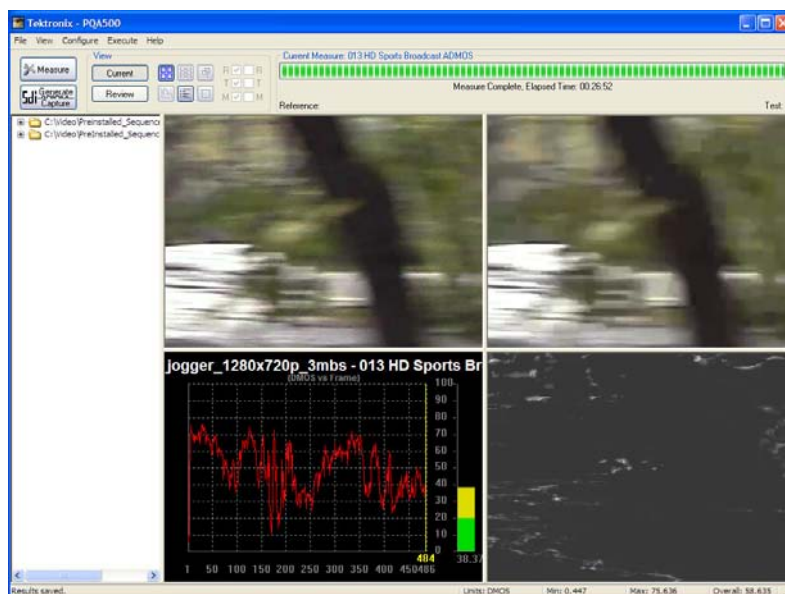 Tektronix - PQA500
File View Configure Execute Help
View
Current Measure: 013 HD Sports Broadcast ADMOS
Measure
Current
R R
T T
M M
Generate
Sdi
Capture
Review
Measure Complete, Elapsed Time: 00:26:52
Reference: Test
C:\Video\Preinstalled_Sequenc
C:\Video\Preinstalled_Sequenc
jogger_1280x720p_3mbs - 013 HD Sports Br
(DMOS vs Frame)
100
90
80
70
60
50
40
30
20
10
0
484 38.37
1 50 100 150 200 250 300 350 400 450486
Results saved. Units: DMOS Min: 0.447 Max: 75.636 Overall: 58.635